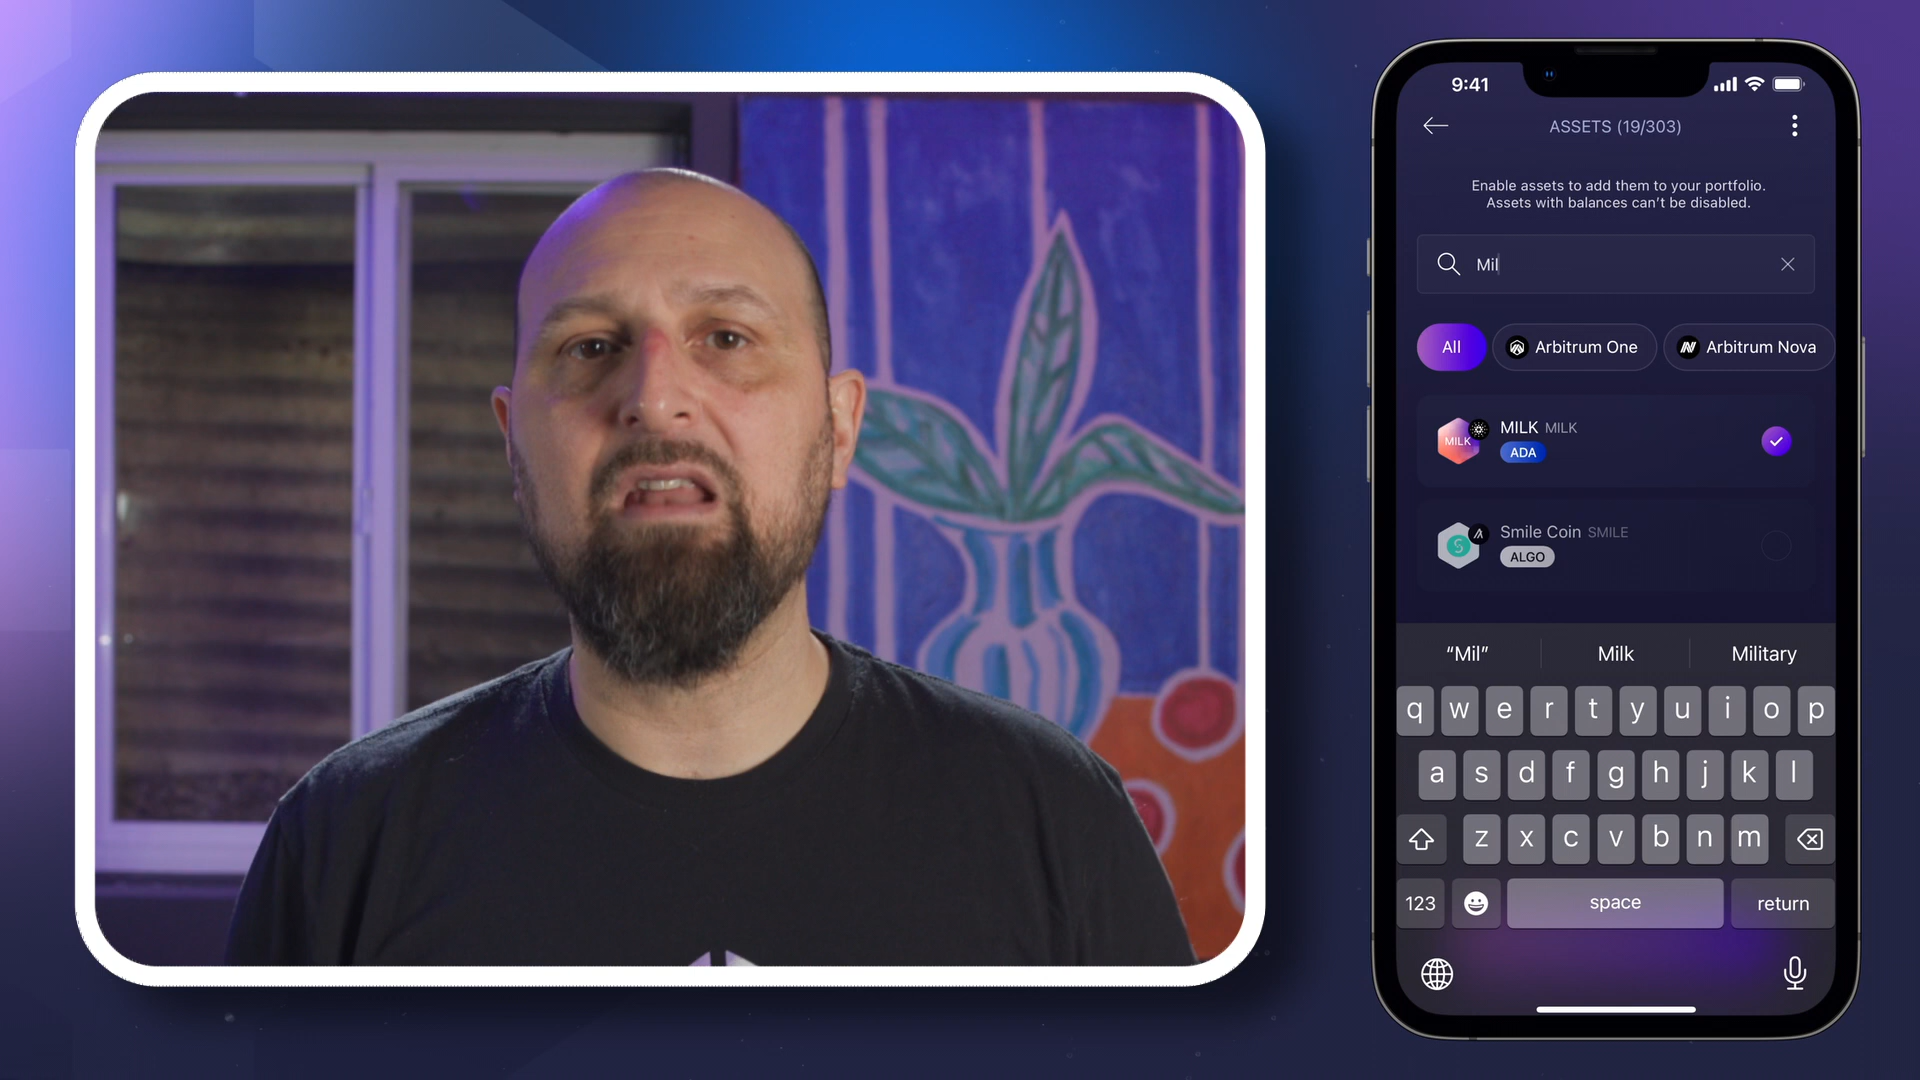 9:41
ASSETS (19/303)
Enable assets to add them to your portfolio.
Assets with balances can’t be disabled.
Mil
All
Arbitrum One
Arbitrum Nova
MILK
MILK MILK
ADA
S
Smile Coin SMILE
ALGO
“Mil” Milk Military
q w e r t y u i o p
a s d f g h j k l
z x c v b n m
123 space return